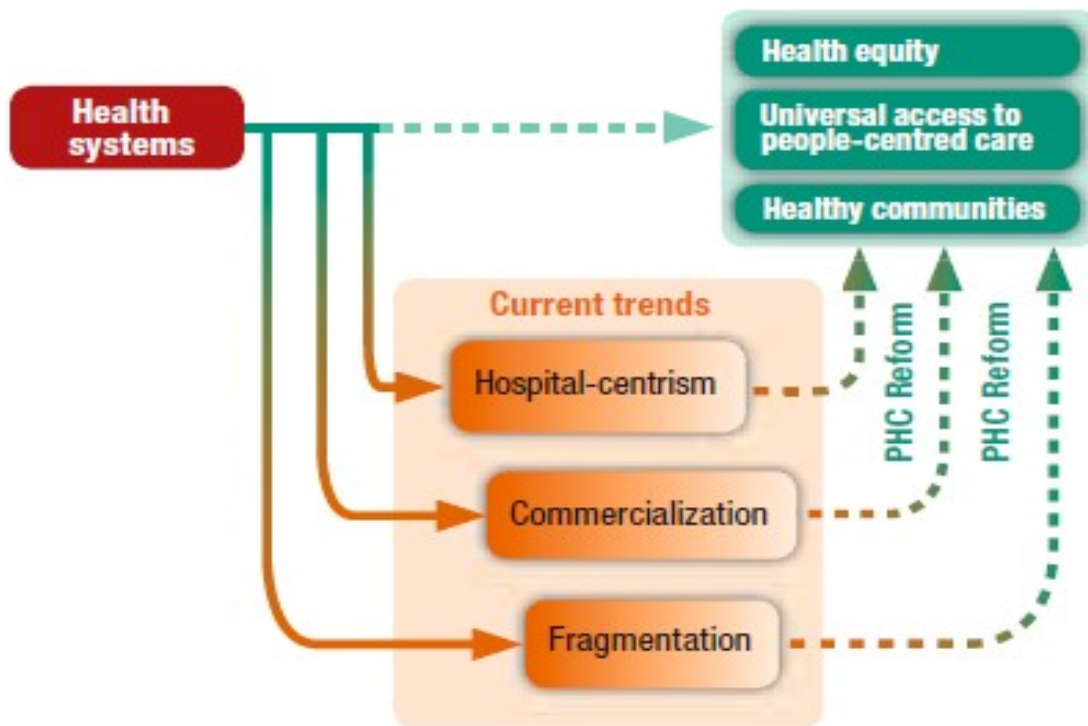 Health equity
Health
systems
Universal access to
people-centred care
Healthy communities
Current trends
Hospital-centrism
PHC Reform
PHC Reform
Commercialization
Fragmentation